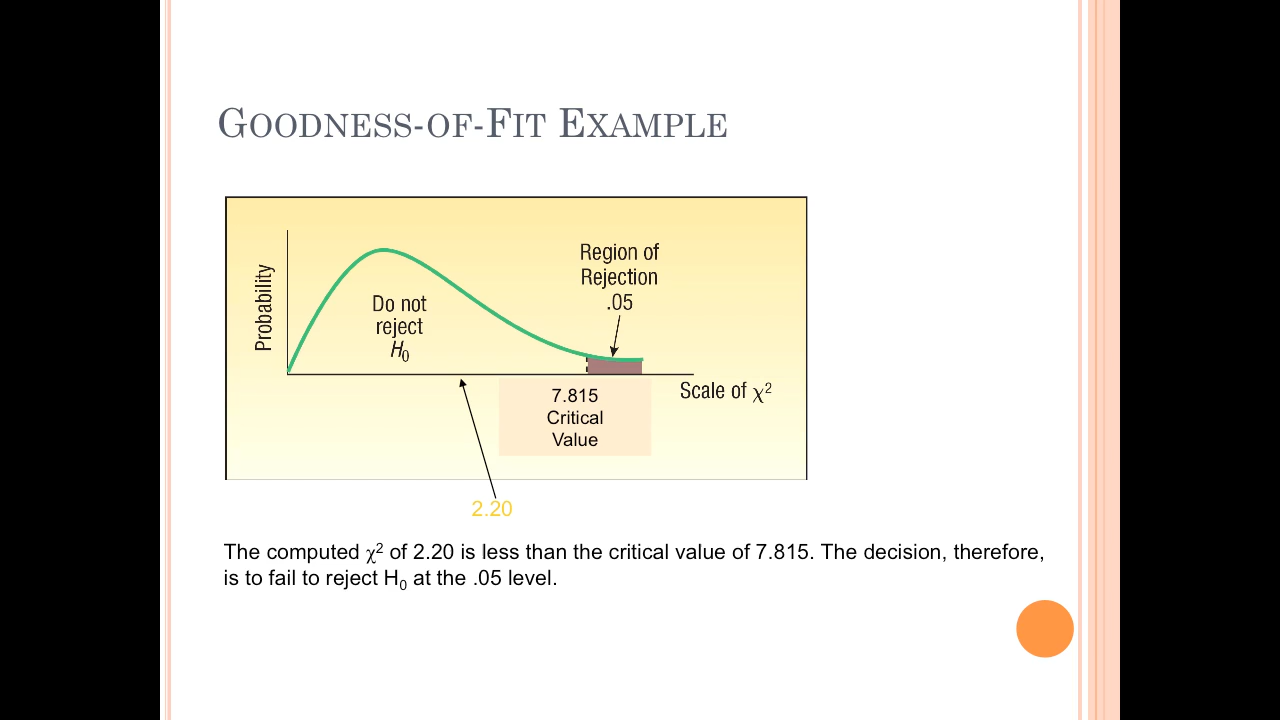 GOODNESS-OF-FIT EXAMPLE
Probability
Do not
reject
H₀
Region of
Rejection
.05
7.815
Critical
Value
Scale of χ²
2.20
The computed χ² of 2.20 is less than the critical value of 7.815. The decision, therefore,
is to fail to reject H₀ at the .05 level.